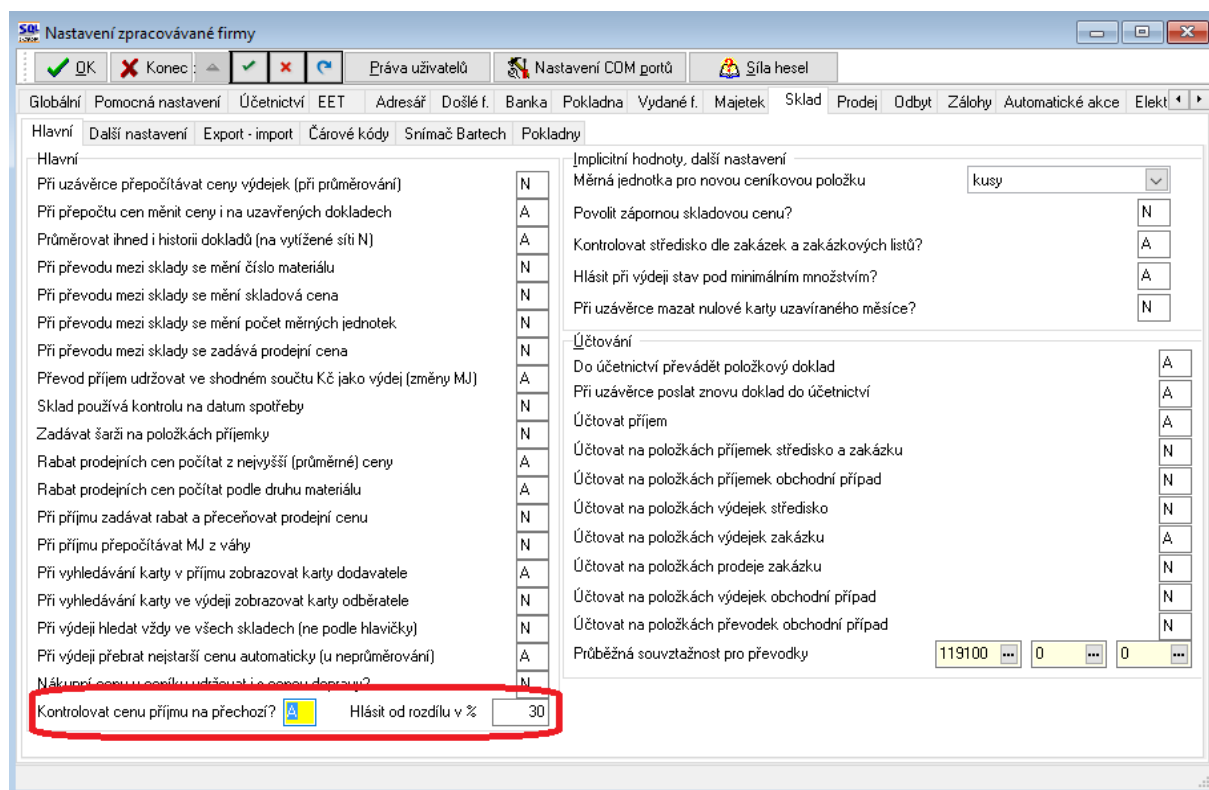 SQL Nastavení zpracovávané firmy
OK Konec : Práva uživatelů Nastavení COM portů Síla hesel
Globální Pomocná nastavení Účetnictví EET Adresář Došlé f. Banka Pokladna Vydané f. Majetek Sklad Prodej Odbyt Zálohy Automatické akce Elekt
Hlavní Další nastavení Export - import Čárové kódy Snímač Bartech Pokladny
Hlavní
Při uzávěrce přepočítávat ceny výdejek (při průměrování) N
Při přepočtu cen měnit ceny i na uzavřených dokladech A
Průměrovat ihned i historii dokladů (na vytížené síti N) A
Při převodu mezi sklady se mění číslo materiálu N
Při převodu mezi sklady se mění skladová cena N
Při převodu mezi sklady se mění počet měrných jednotek N
Při převodu mezi sklady se zadává prodejní cena N
Převod příjem udržovat ve shodném součtu Kč jako výdej (změny MJ) A
Sklad používá kontrolu na datum spotřeby N
Zadávat šarži na položkách příjemky N
Rabat prodejních cen počítat z nejvyšší (průměrné) ceny A
Rabat prodejních cen počítat podle druhu materiálu A
Při příjmu zadávat rabat a přeceňovat prodejní cenu N
Při příjmu přepočítávat MJ z váhy N
Při vyhledávání karty v příjmu zobrazovat karty dodavatele A
Při vyhledávání karty ve výdeji zobrazovat karty odběratele N
Při výdeji hledat vždy ve všech skladech (ne podle hlavičky) N
Při výdeji přebrat nejstarší cenu automaticky (u neprůměrování) A
Nákupní cenu u ceníku udržovat i s cenou dopravy? N
Kontrolovat cenu příjmu na přechozí? A Hlásit od rozdílu v % 30
Implicitní hodnoty, další nastavení
Měrná jednotka pro novou ceníkovou položku kusy
Povolit zápornou skladovou cenu? N
Kontrolovat středisko dle zakázek a zakázkových listů? A
Hlásit při výdeji stav pod minimálním množstvím? A
Při uzávěrce mazat nulové karty uzavíraného měsíce? N
Účtování
Do účetnictví převádět položkový doklad A
Při uzávěrce poslat znovu doklad do účetnictví A
Účtovat příjem A
Účtovat na položkách příjemek středisko a zakázku N
Účtovat na položkách příjemek obchodní případ N
Účtovat na položkách výdejek středisko N
Účtovat na položkách výdejek zakázku A
Účtovat na položkách prodeje zakázku N
Účtovat na položkách výdejek obchodní případ N
Účtovat na položkách převodek obchodní případ N
Průběžná souvztažnost pro převodky 119100 ... 0 ... 0 ...